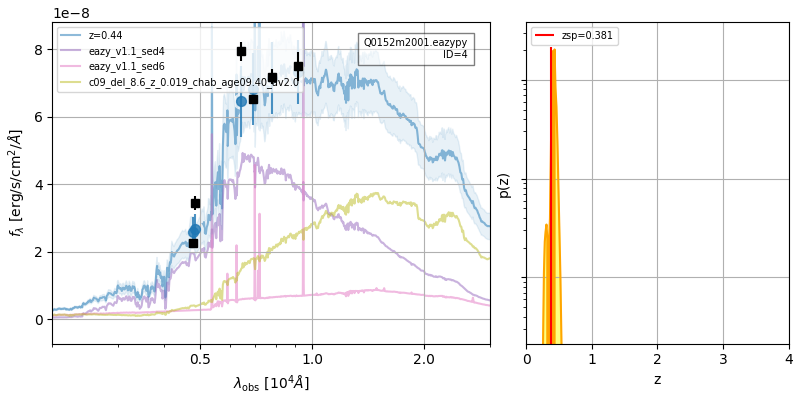 1e−8
z=0.44
eazy_v1.1_sed4
eazy_v1.1_sed6
c09_del_8.6_z_0.019_chab_age09.40_av2.0
Q0152m2001.eazypy
ID=4
8
6
4
2
0
fλ [erg/s/cm²/Å]
0.5
1.0
2.0
λobs [10⁴Å]
zsp=0.381
p(z)
0
1
2
3
4
z